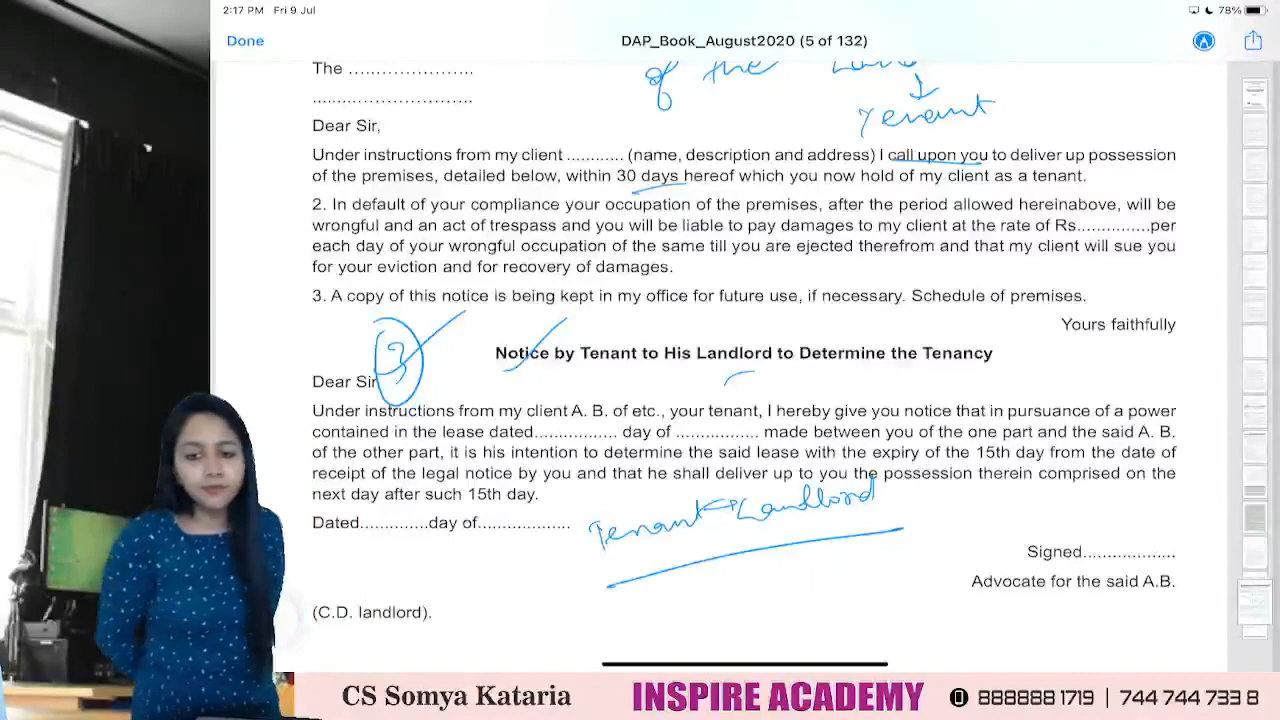 2:17 PM Fri 9 Jul
78%
Done
DAP_Book_August2020 (5 of 132)
of the Land
The ........................
................................
Tenant
Dear Sir,
Under instructions from my client ............ (name, description and address) I call upon you to deliver up possession
of the premises, detailed below, within 30 days hereof which you now hold of my client as a tenant.
2. In default of your compliance your occupation of the premises, after the period allowed hereinabove, will be
wrongful and an act of trespass and you will be liable to pay damages to my client at the rate of Rs...............per
each day of your wrongful occupation of the same till you are ejected therefrom and that my client will sue you
for your eviction and for recovery of damages.
3. A copy of this notice is being kept in my office for future use, if necessary. Schedule of premises.
Yours faithfully
3
Notice by Tenant to His Landlord to Determine the Tenancy
Dear Sir
Under instructions from my client A. B. of etc., your tenant, I hereby give you notice that in pursuance of a power
contained in the lease dated................. day of ................. made between you of the one part and the said A. B.
of the other part, it is his intention to determine the said lease with the expiry of the 15th day from the date of
receipt of the legal notice by you and that he shall deliver up to you the possession therein comprised on the
next day after such 15th day.
Tenant → Landlord
Dated..............day of...................
Signed...................
Advocate for the said A.B.
(C.D. landlord).
CS Somya Kataria INSPIRE ACADEMY 888888 1719 | 744 744 733 8